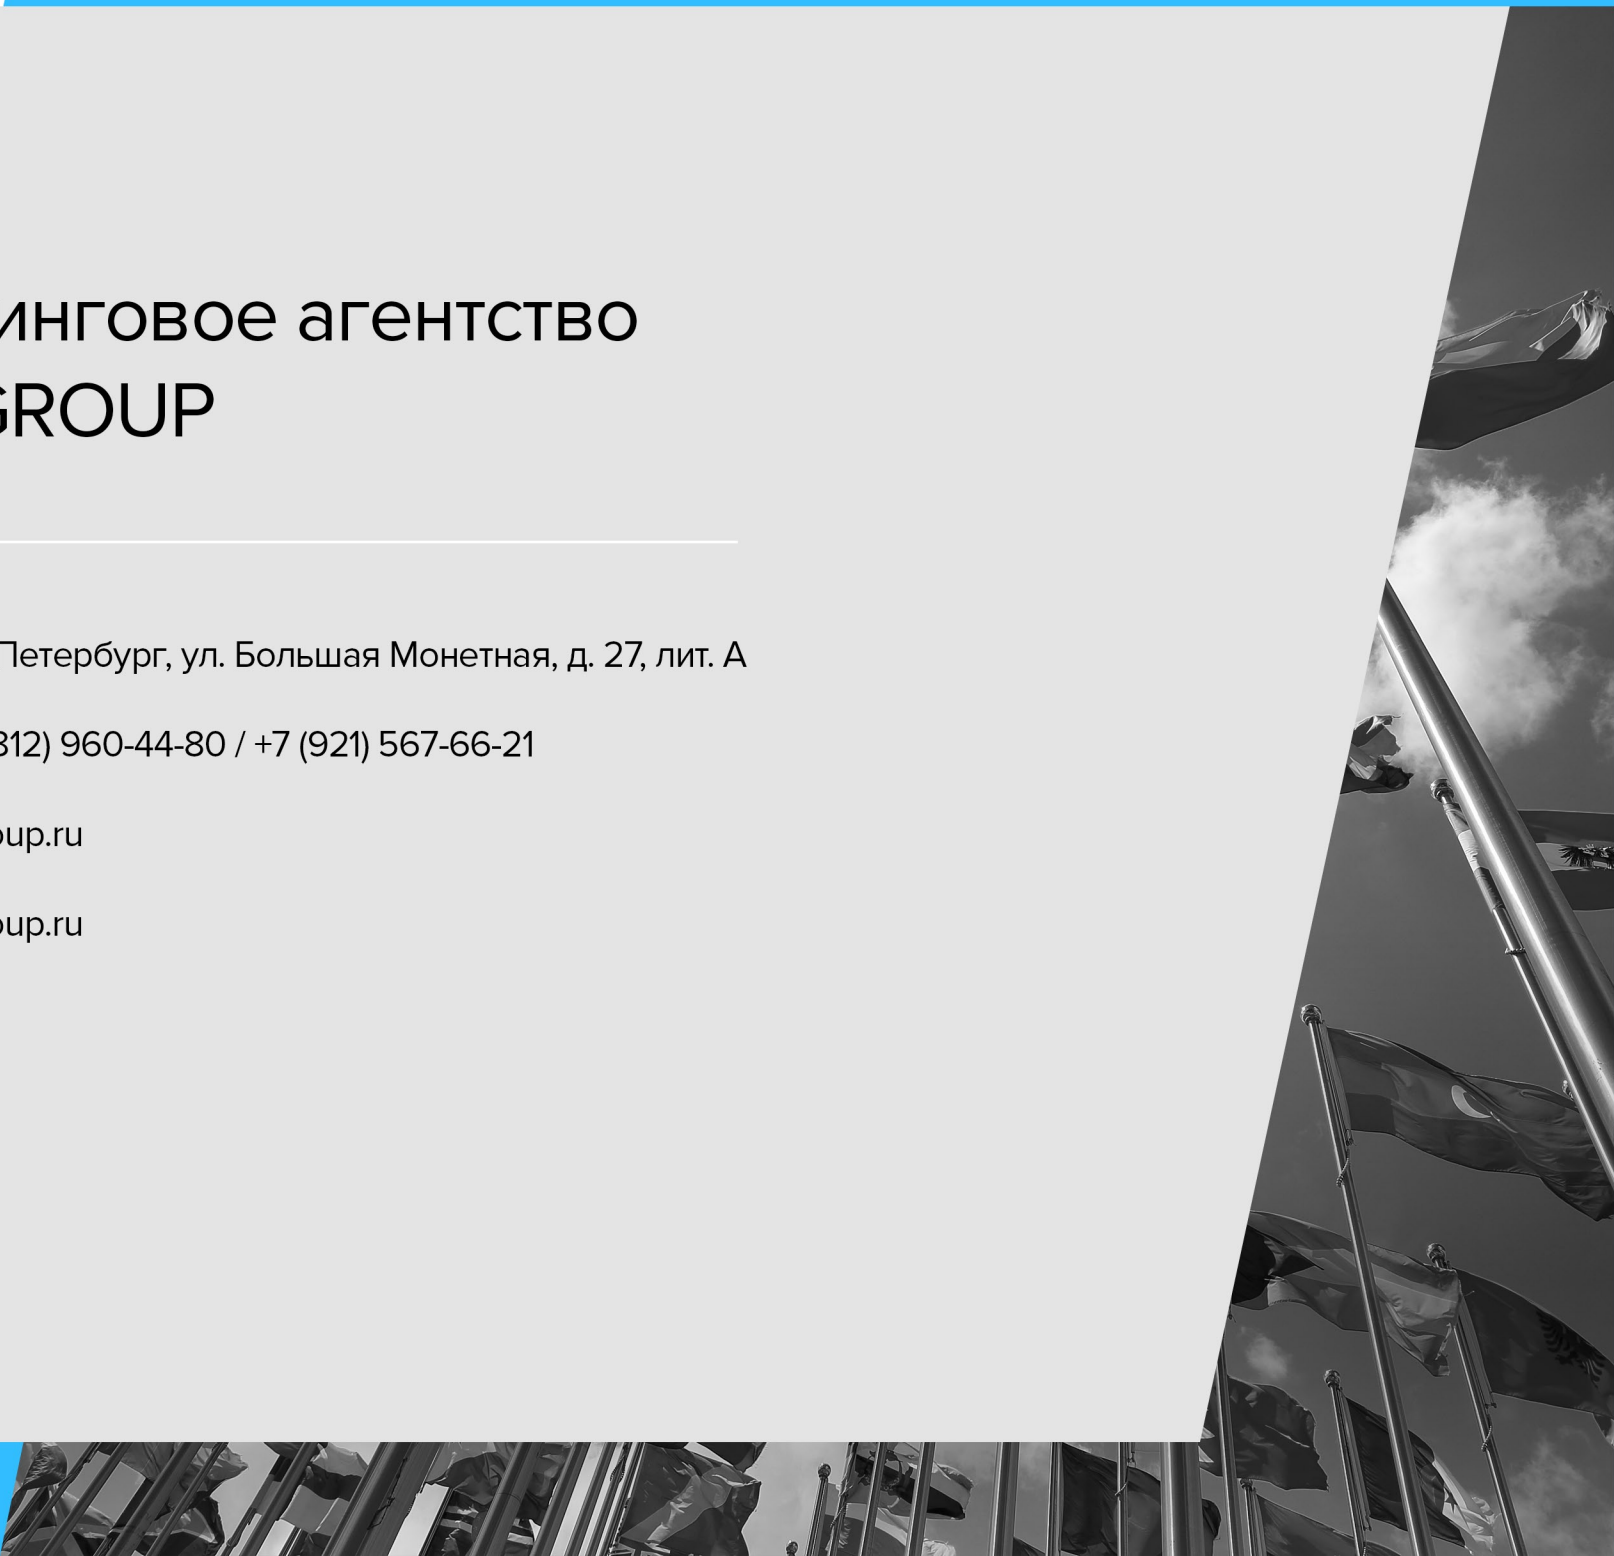 инговое агентство
GROUP
Петербург, ул. Большая Монетная, д. 27, лит. А
812) 960-44-80 / +7 (921) 567-66-21
oup.ru
oup.ru